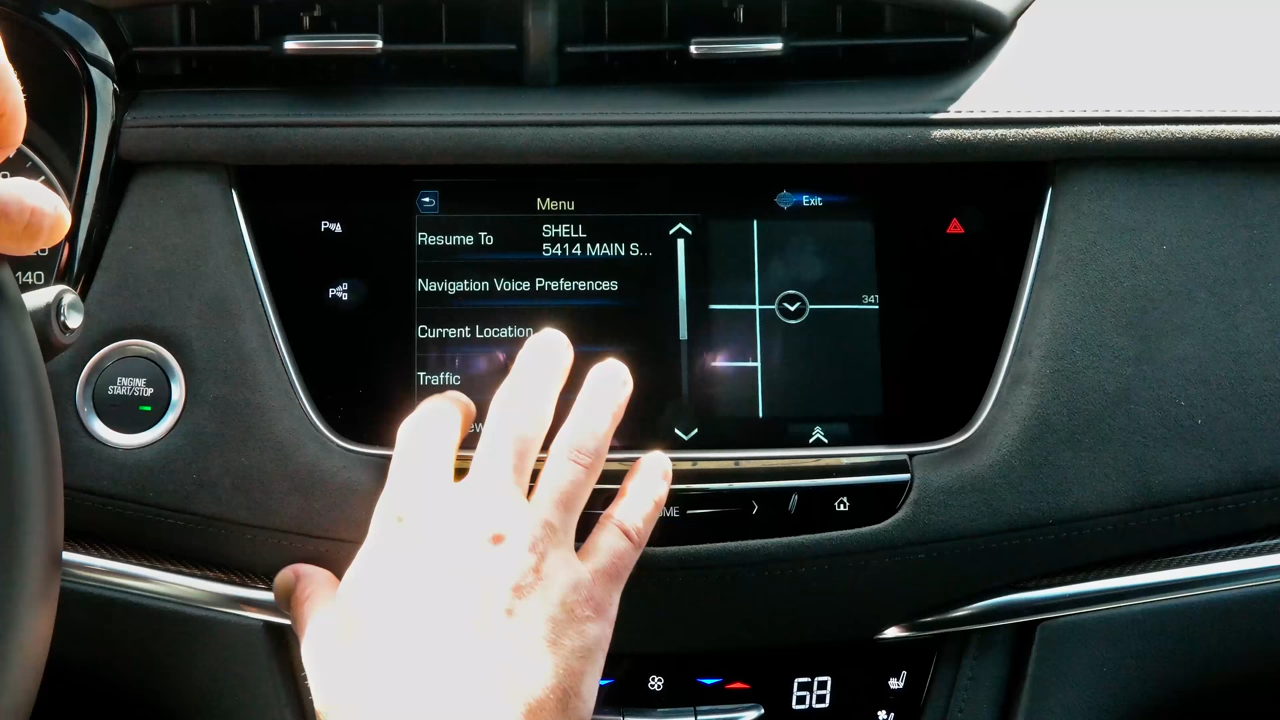 Menu
Exit
Resume To
SHELL
5414 MAIN S...
Navigation Voice Preferences
Current Location
Traffic
341
140
ENGINE
START/STOP
68